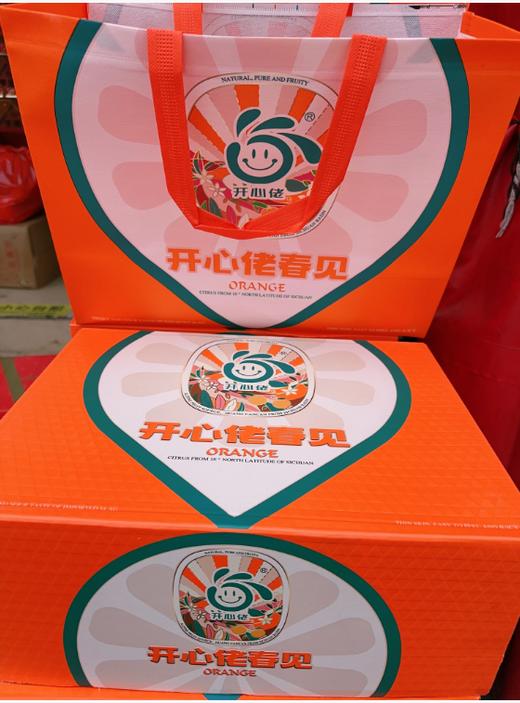 NATURAL, PURE AND FRUITY
®
开心佬
开心佬春见
ORANGE
CITRUS FROM 30° NORTH LATITUDE OF SICHUAN
®
开心佬
开心佬春见
ORANGE
CITRUS FROM 30° NORTH LATITUDE OF SICHUAN
NATURAL, PURE AND FRUITY
®
开心佬
开心佬春见
ORANGE